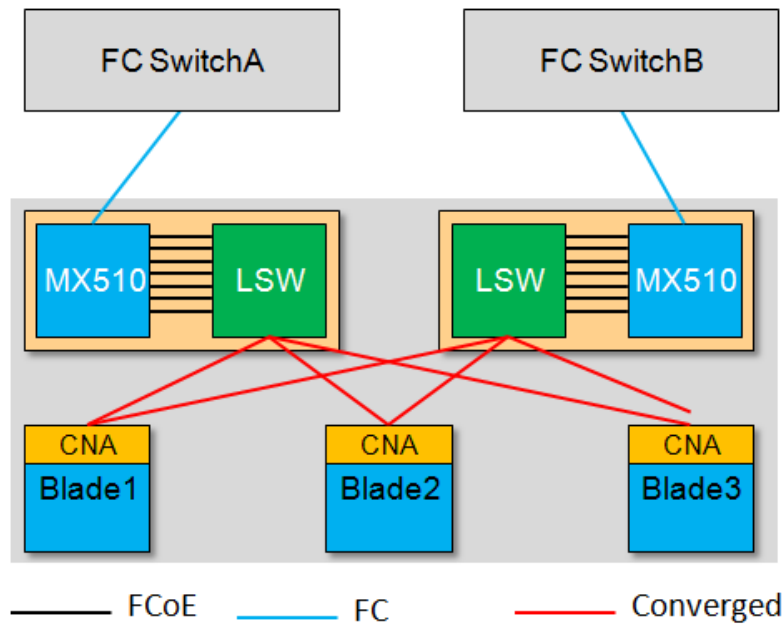 FC SwitchA
FC SwitchB
MX510
LSW
LSW
MX510
CNA
CNA
CNA
Blade1
Blade2
Blade3
FCoE
FC
Converged